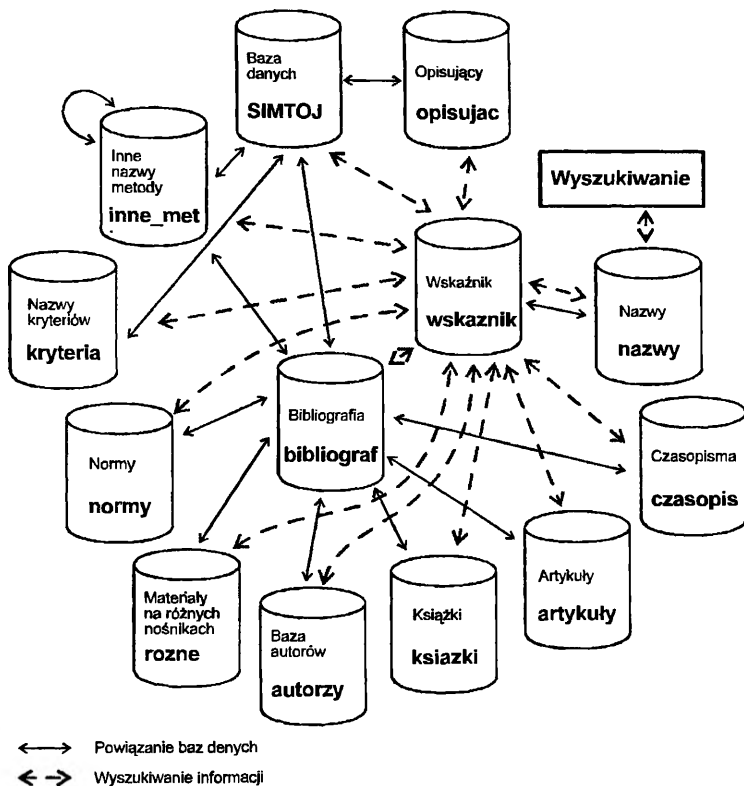 Baza
danych
SIMTOJ
Opisujący
opisujac
Inne
nazwy
metody
inne_met
Wyszukiwanie
Nazwy
kryteriów
kryteria
Wskaźnik
wskaznik
Nazwy
nazwy
Bibliografia
bibliograf
Normy
normy
Czasopisma
czasopis
Materiały
na różnych
nośnikach
rozne
Baza
autorów
autorzy
Książki
ksiazki
Artykuły
artykuły
Powiązanie baz denych
Wyszukiwanie informacji